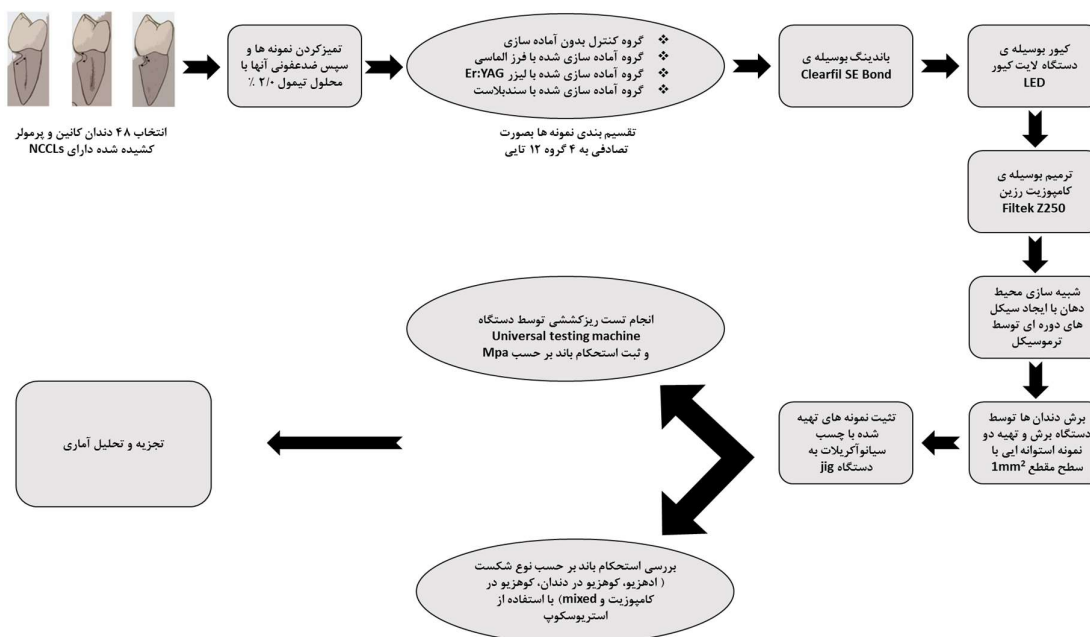 انتخاب ۴۸ دندان کانین و پرمولر
کشیده شده دارای NCCLs
تمیزکردن نمونه ها و
سپس ضدعفونی آنها با
محلول تیمول ۲/۰ %
❖ گروه کنترل بدون آماده سازی
❖ گروه آماده سازی شده با فرز الماسی
❖ گروه آماده سازی شده با لیزر Er:YAG
❖ گروه آماده سازی شده با سندبلاست
تقسیم بندی نمونه ها بصورت
تصادفی به ۴ گروه ۱۲ تایی
باندینگ بوسیله ی
Clearfil SE Bond
کیور بوسیله ی
دستگاه لایت کیور
LED
ترمیم بوسیله ی
کامپوزیت رزین
Filtek Z250
شبیه سازی محیط
دهان با ایجاد سیکل
های دوره ای توسط
ترموسیکل
برش دندان ها توسط
دستگاه برش و تهیه دو
نمونه استوانه ایی با
سطح مقطع 1mm²
تثیت نمونه های تهیه
شده با چسب
سیانوآکریلات به
دستگاه jig
انجام تست ریزکششی توسط دستگاه
Universal testing machine
و ثبت استحکام باند بر حسب Mpa
بررسی استحکام باند بر حسب نوع شکست
( ادهزیو، کوهزیو در دندان، کوهزیو در
کامپوزیت و mixed) با استفاده از
استریوسکوپ
تجزیه و تحلیل آماری